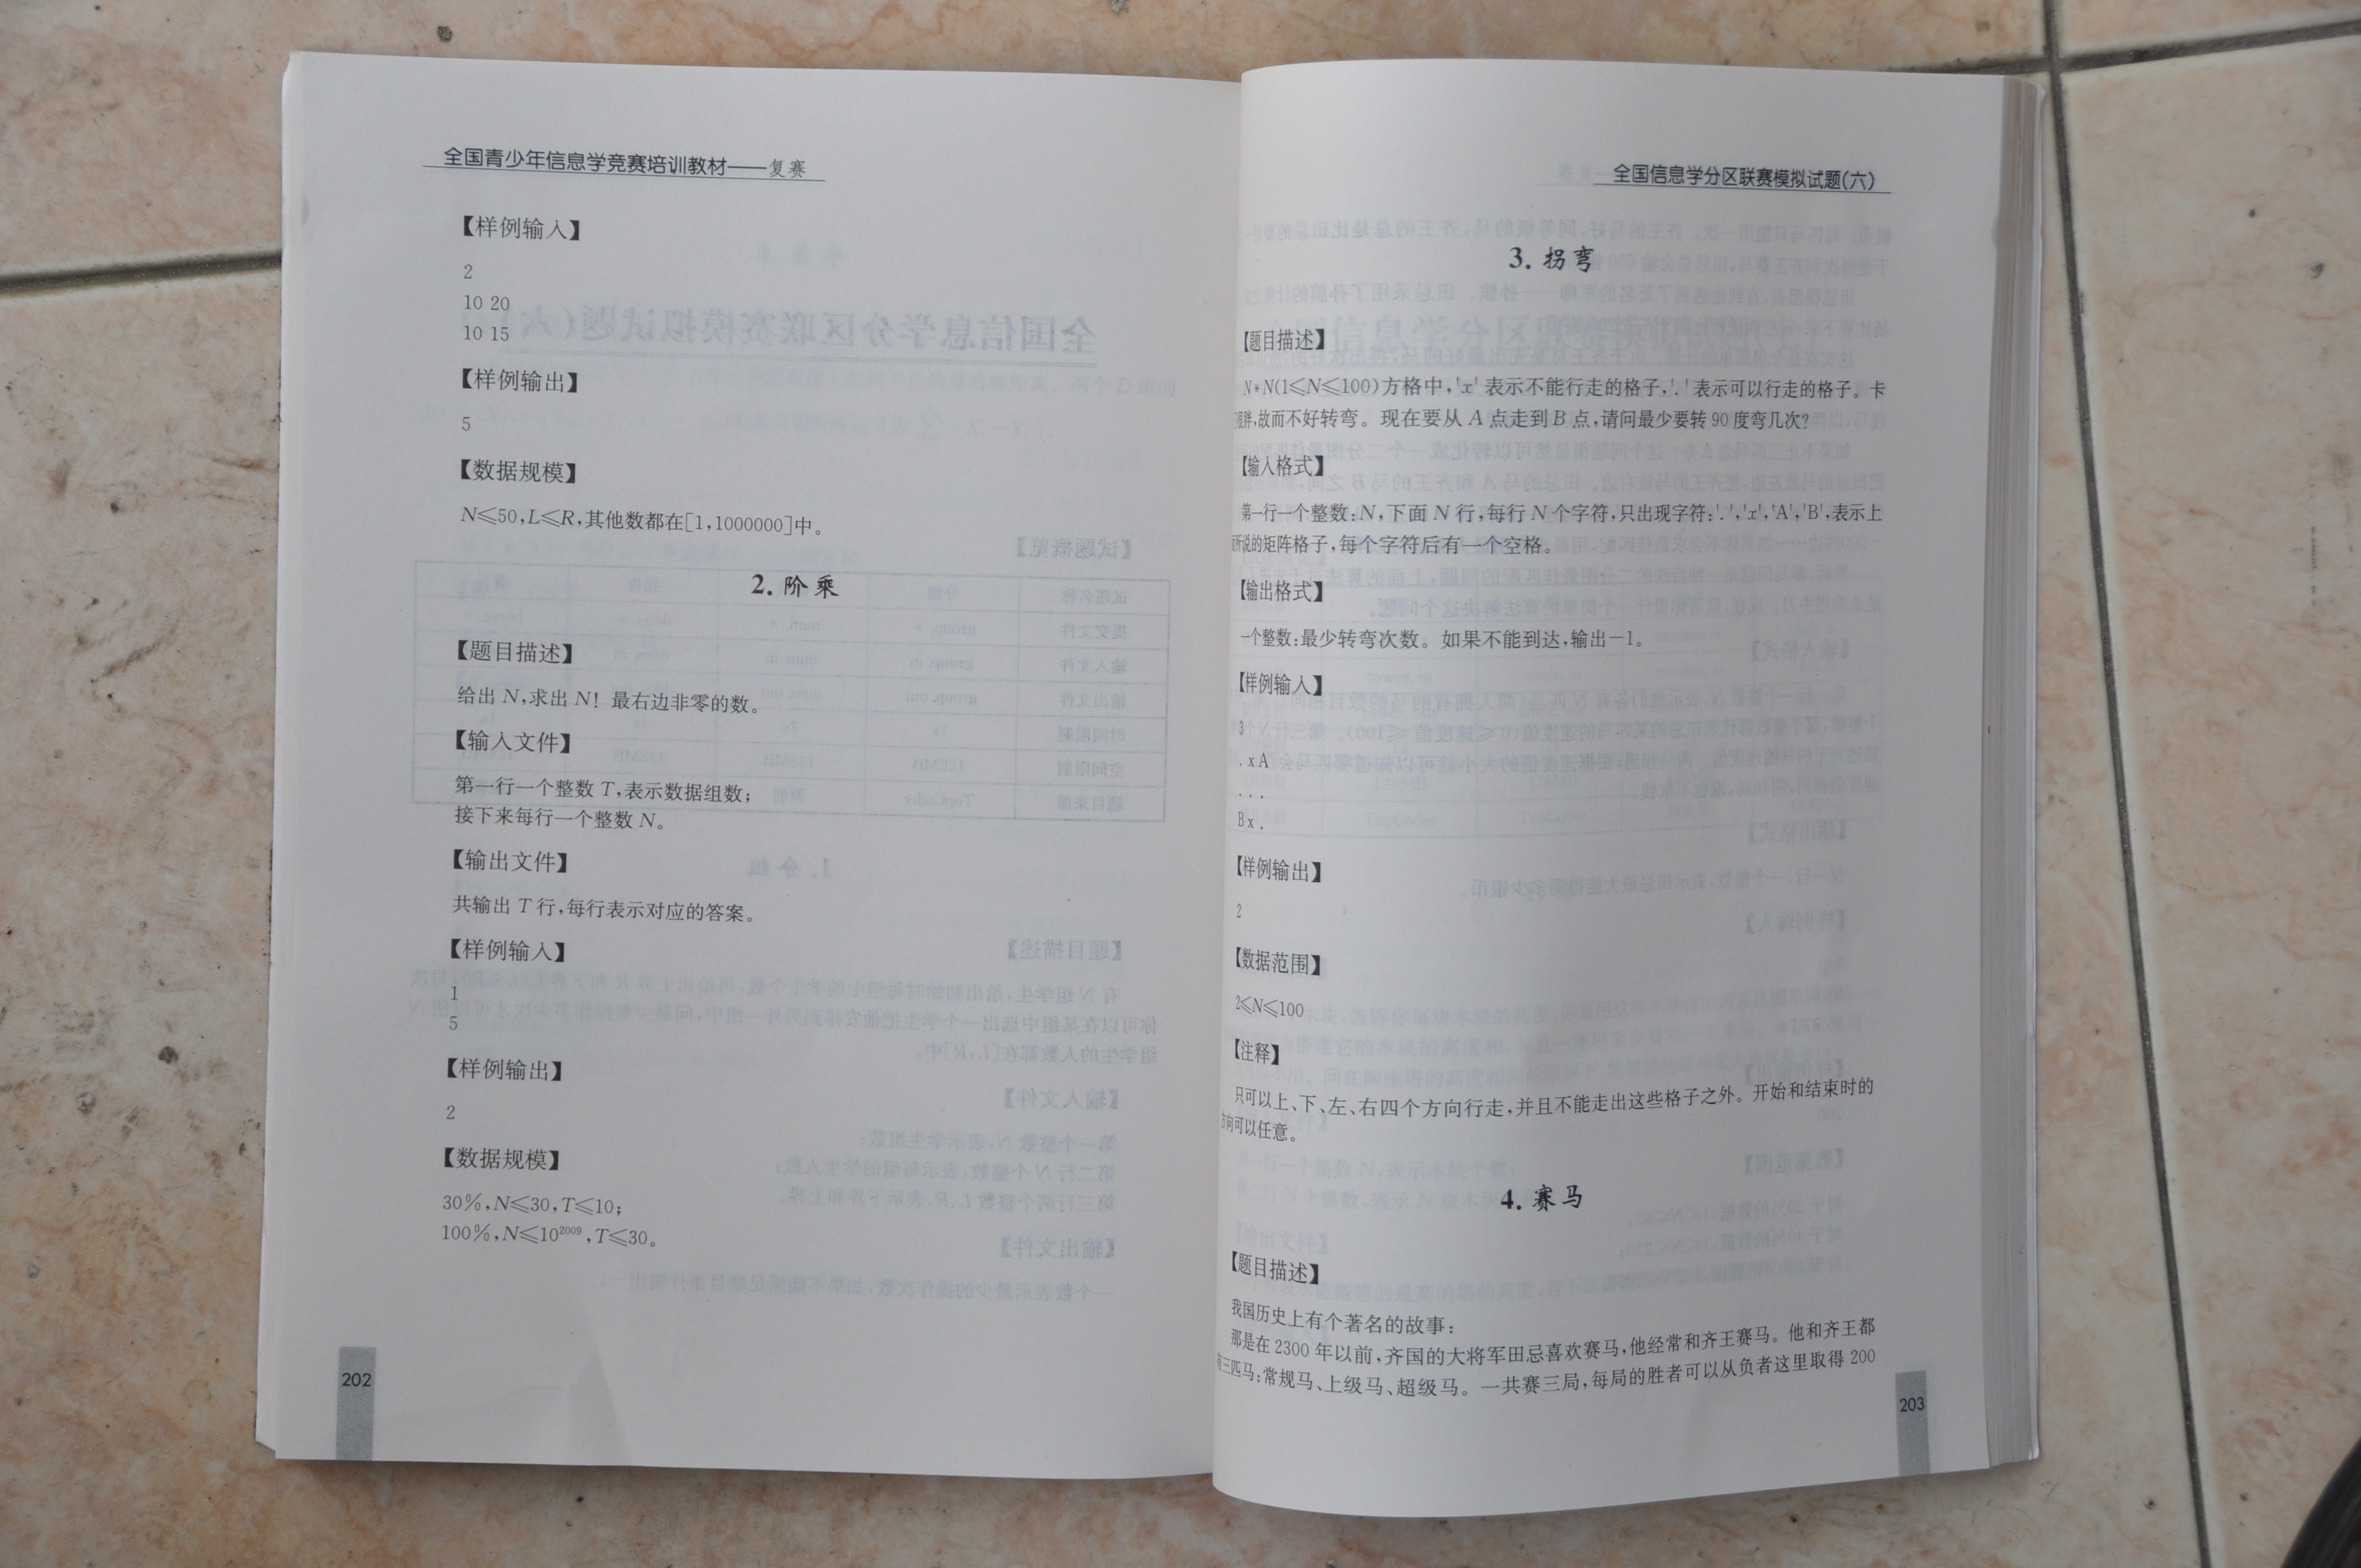 全国青少年信息学竞赛培训教材——复赛
【样例输入】
2
10 20
10 15
【样例输出】
5
【数据规模】
N≤50,L≤R,其他数都在[1,1000000]中。
2. 阶乘
【题目描述】
给出 N,求出 N! 最右边非零的数。
【输入文件】
第一行一个整数 T,表示数据组数;
接下来每行一个整数 N。
【输出文件】
共输出 T 行,每行表示对应的答案。
【样例输入】
1
5
【样例输出】
2
【数据规模】
30%,N≤30,T≤10;
100%,N≤10²⁰⁰⁹,T≤30。
202
全国信息学分区联赛模拟试题(六)
3. 拐弯
【题目描述】
N*N(1≤N≤100)方格中,'x' 表示不能行走的格子,'.' 表示可以行走的格子。卡
很胖,故而不好转弯。现在要从 A 点走到 B 点,请问最少要转 90 度弯几次?
【输入格式】
第一行一个整数:N,下面 N 行,每行 N 个字符,只出现字符:'.','x','A','B',表示上
面所说的矩阵格子,每个字符后有一个空格。
【输出格式】
一个整数:最少转弯次数。如果不能到达,输出-1。
【样例输入】
3
. x A
. . .
B x .
【样例输出】
2
【数据范围】
2≤N≤100
【注释】
只可以上、下、左、右四个方向行走,并且不能走出这些格子之外。开始和结束时的
方向可以任意。
4. 赛马
【题目描述】
我国历史上有个著名的故事:
那是在 2300 年以前,齐国的大将军田忌喜欢赛马,他经常和齐王赛马。他和齐王都
有三匹马:常规马、上级马、超级马。一共赛三局,每局的胜者可以从负者这里取得 200
203